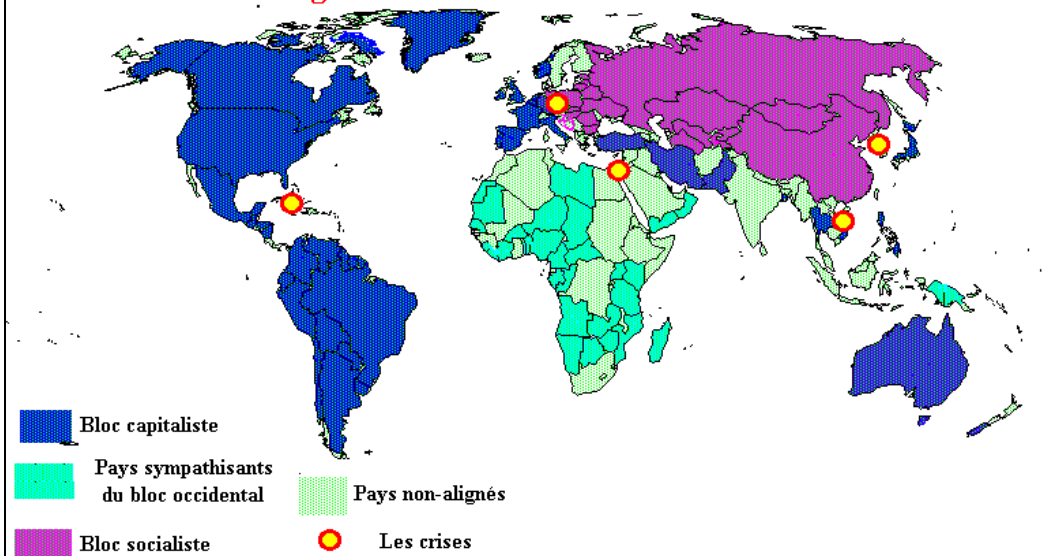 Bloc capitaliste
Pays sympathisants
du bloc occidental
Pays non-alignés
Bloc socialiste
Les crises